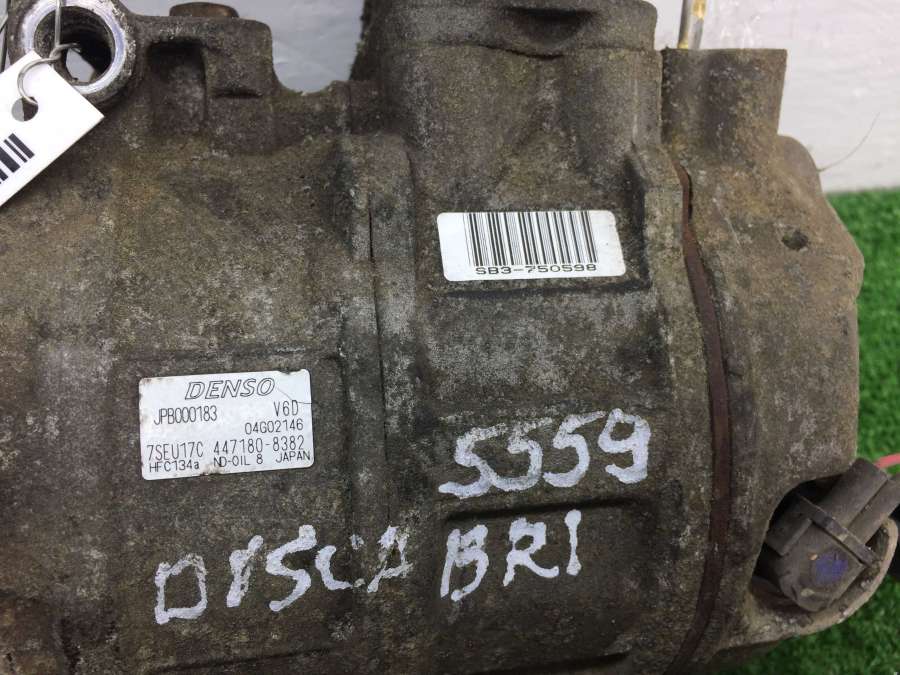 SB3-750598
DENSO
JPB000183 V6D
04G02146
7SEU17C 447180-8382
HFC134a ND-OIL 8 JAPAN
5559
DISCA BRI